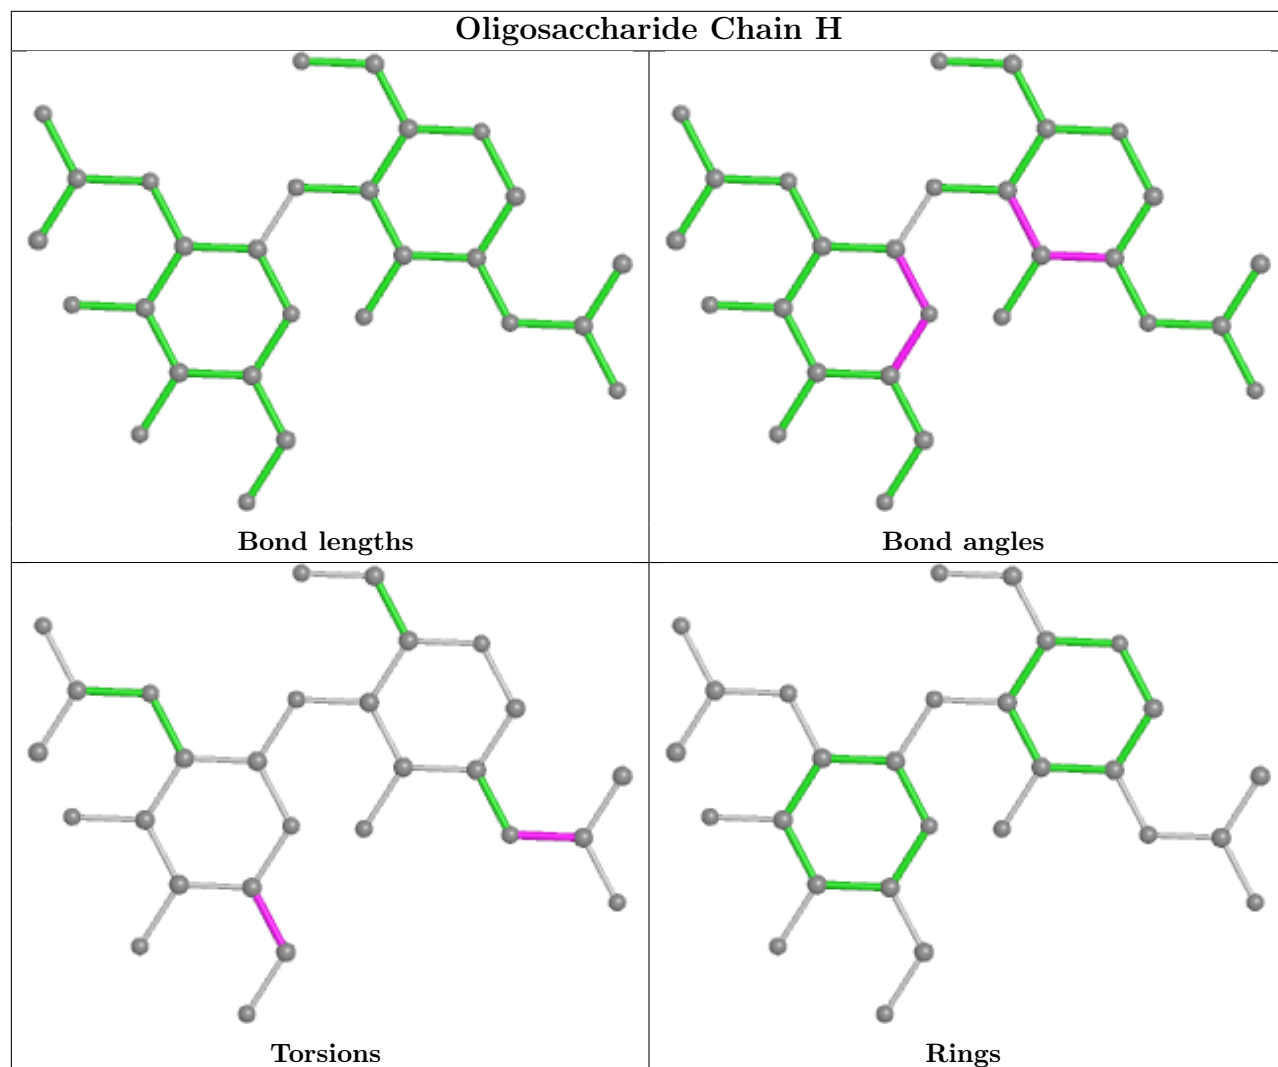 Oligosaccharide Chain H
Bond lengths
Bond angles
Torsions
Rings